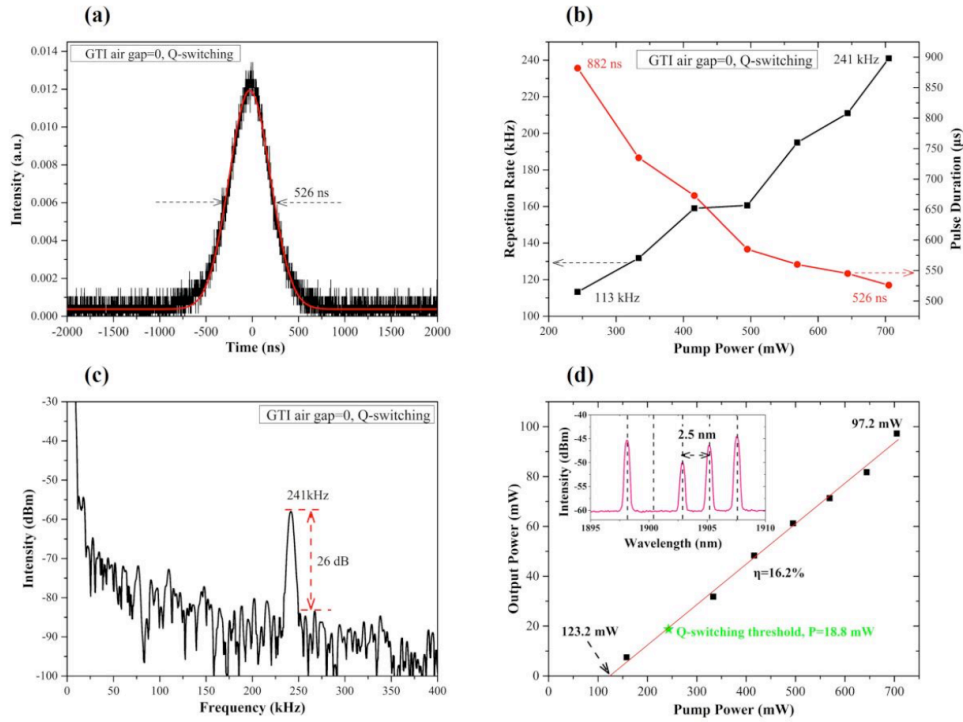 (a)
GTI air gap=0, Q-switching
0.014
0.012
0.010
0.008
0.006
0.004
0.002
0.000
526 ns
Intensity (a.u.)
-2000 -1500 -1000 -500 0 500 1000 1500 2000
Time (ns)
(b)
GTI air gap=0, Q-switching
882 ns
241 kHz
240
220
200
180
160
140
120
100
900
850
800
750
700
650
600
550
500
113 kHz
526 ns
Repetition Rate (kHz)
Pulse Duration (μs)
200 300 400 500 600 700
Pump Power (mW)
(c)
GTI air gap=0, Q-switching
-30
-40
-50
-60
-70
-80
-90
-100
241kHz
26 dB
Intensity (dBm)
0 50 100 150 200 250 300 350 400
Frequency (kHz)
(d)
100
80
60
40
20
0
97.2 mW
-40
-45
-50
-55
-60
2.5 nm
Intensity (dBm)
1895 1900 1905 1910
Wavelength (nm)
η=16.2%
Q-switching threshold, P=18.8 mW
123.2 mW
Output Power (mW)
0 100 200 300 400 500 600 700
Pump Power (mW)